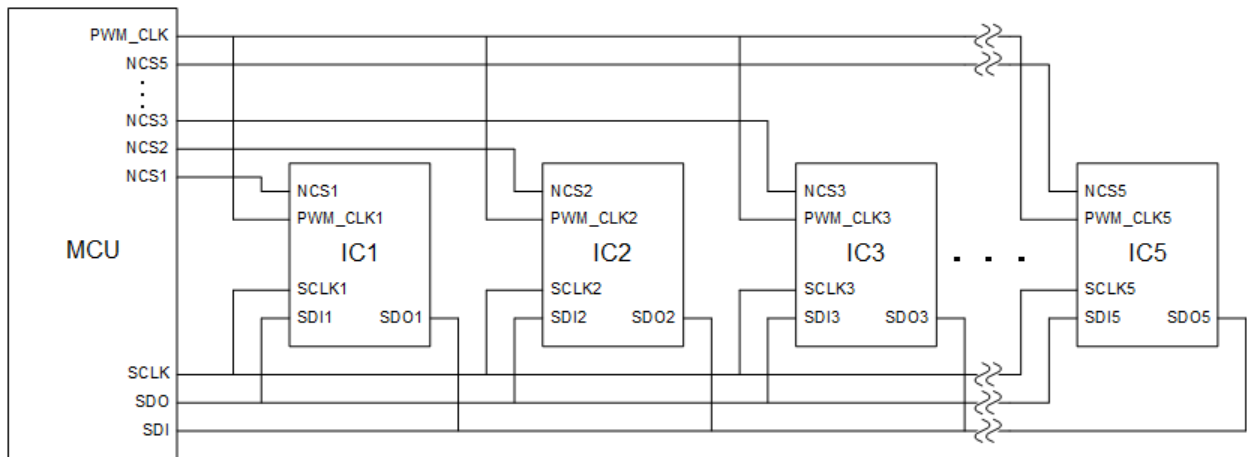 PWM_CLK
NCS5
NCS3
NCS2
NCS1
MCU
SCLK
SDO
SDI
NCS1
PWM_CLK1
IC1
SCLK1
SDI1 SDO1
NCS2
PWM_CLK2
IC2
SCLK2
SDI2 SDO2
NCS3
PWM_CLK3
IC3
SCLK3
SDI3 SDO3
. . .
NCS5
PWM_CLK5
IC5
SCLK5
SDI5 SDO5